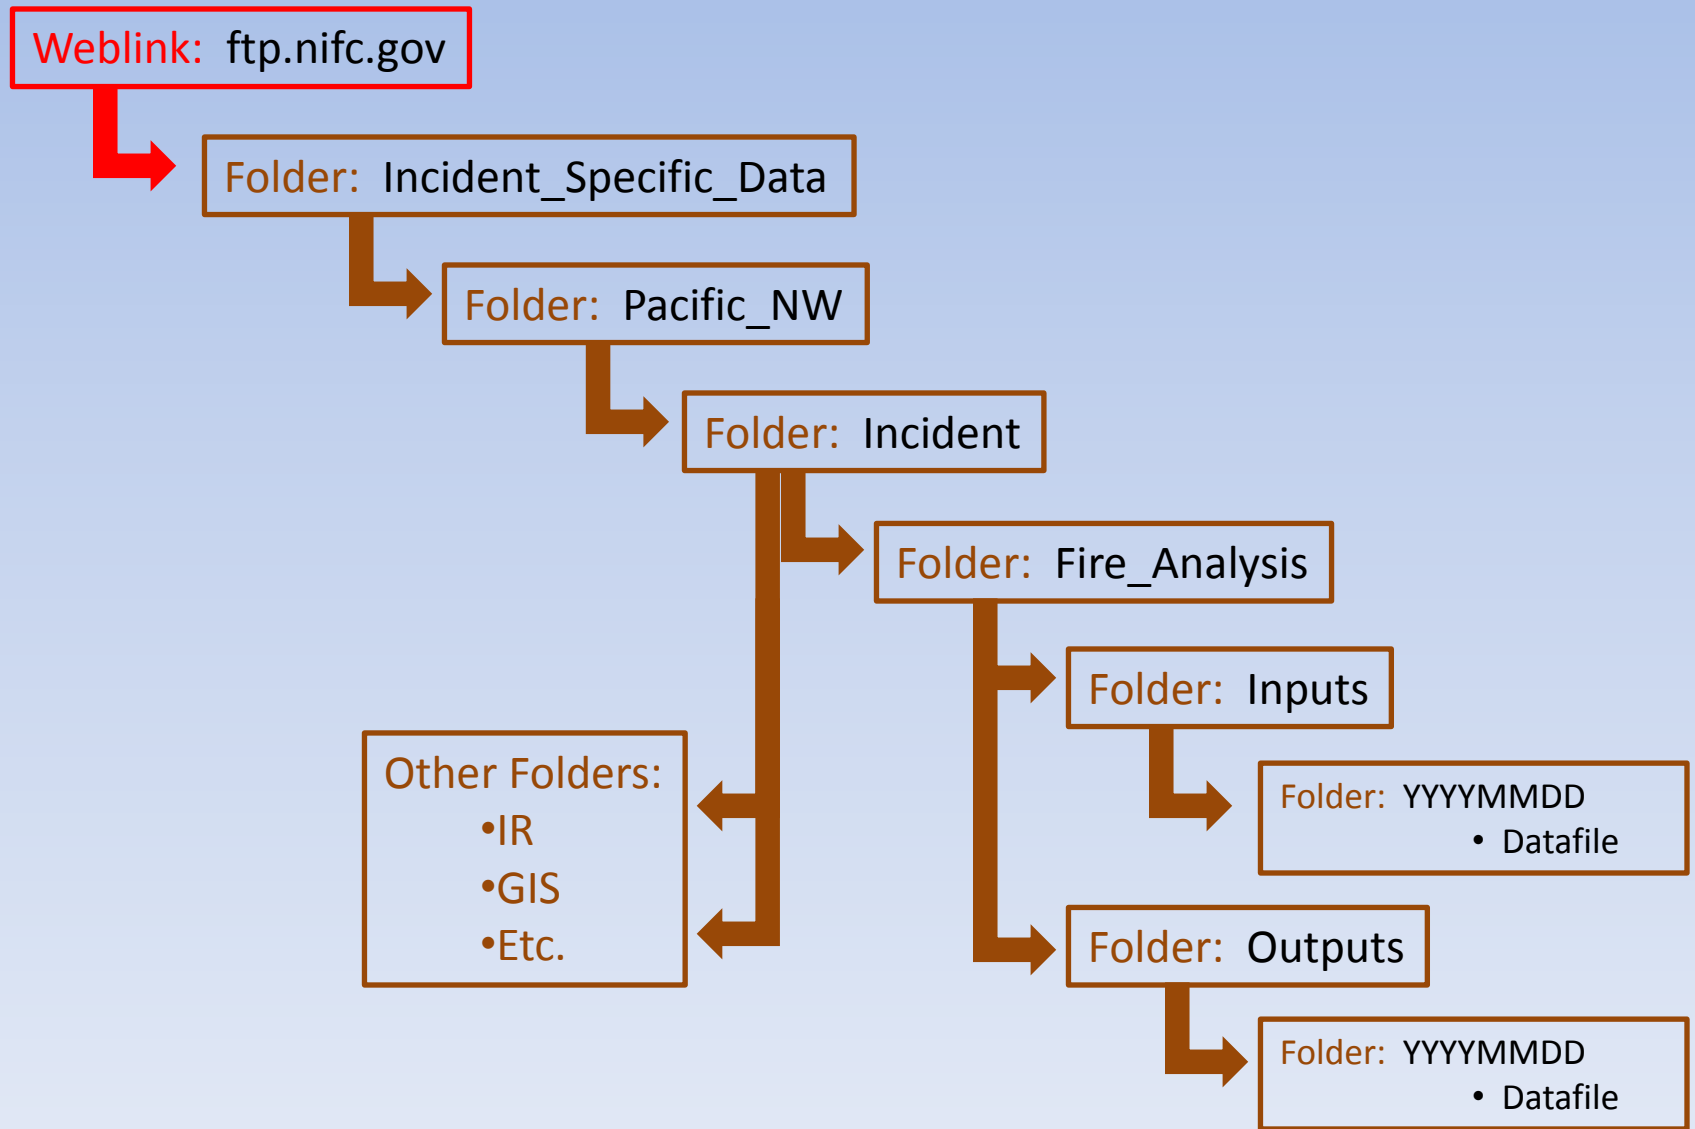 Weblink: ftp.nifc.gov
Folder: Incident_Specific_Data
Folder: Pacific_NW
Folder: Incident
Folder: Fire_Analysis
Folder: Inputs
Other Folders:
•IR
•GIS
•Etc.
Folder: YYYYMMDD
• Datafile
Folder: Outputs
Folder: YYYYMMDD
• Datafile